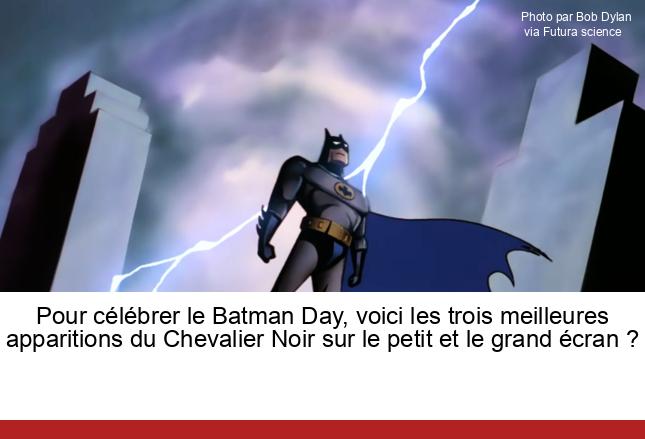 Photo par Bob Dylan
via Futura science
Pour célébrer le Batman Day, voici les trois meilleures
apparitions du Chevalier Noir sur le petit et le grand écran ?